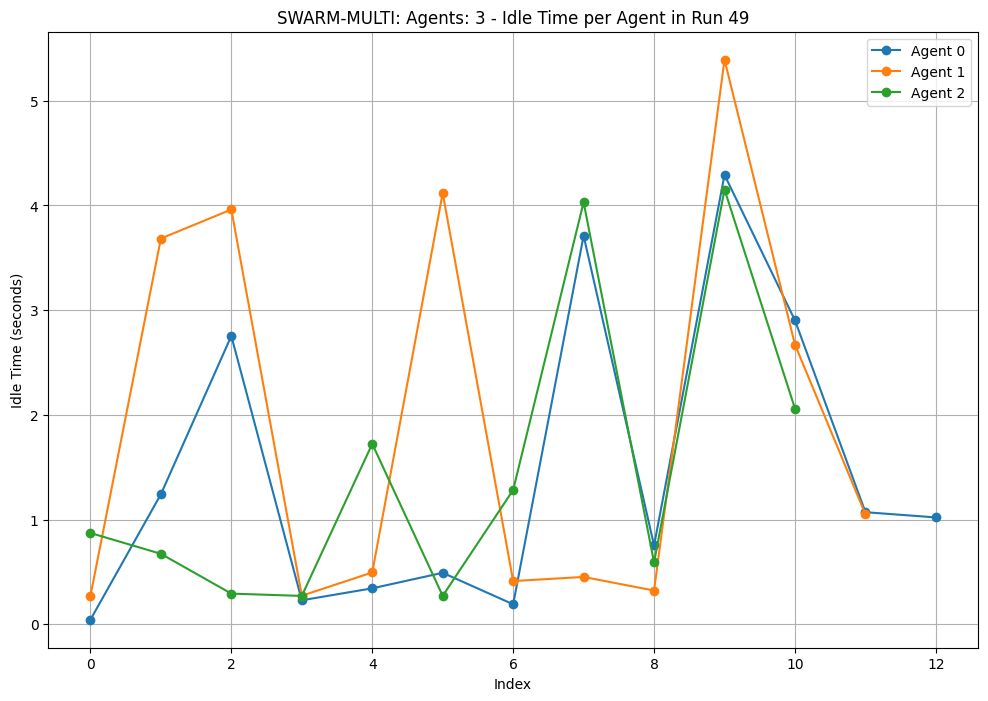 SWARM-MULTI: Agents: 3 - Idle Time per Agent in Run 49
Agent 0
Agent 1
Agent 2
Idle Time (seconds)
5
4
3
2
1
0
0 2 4 6 8 10 12
Index